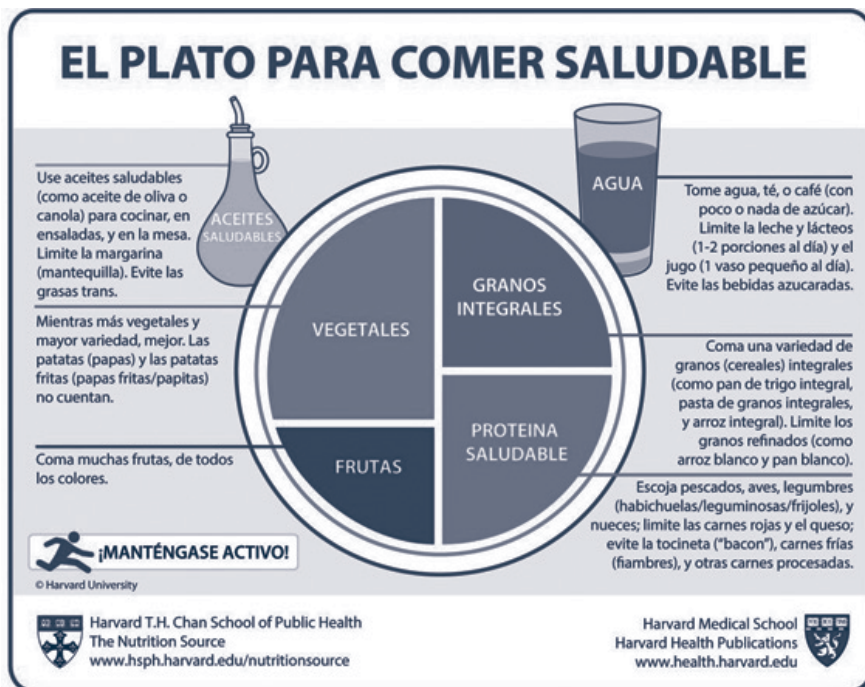 EL PLATO PARA COMER SALUDABLE
Use aceites saludables
(como aceite de oliva o
canola) para cocinar, en
ensaladas, y en la mesa.
Limite la margarina
(mantequilla). Evite las
grasas trans.
ACEITES
SALUDABLES
Mientras más vegetales y
mayor variedad, mejor. Las
patatas (papas) y las patatas
fritas (papas fritas/papitas)
no cuentan.
Coma muchas frutas, de todos
los colores.
VEGETALES
FRUTAS
GRANOS
INTEGRALES
PROTEINA
SALUDABLE
AGUA
Tome agua, té, o café (con
poco o nada de azúcar).
Limite la leche y lácteos
(1-2 porciones al día) y el
jugo (1 vaso pequeño al día).
Evite las bebidas azucaradas.
Coma una variedad de
granos (cereales) integrales
(como pan de trigo integral,
pasta de granos integrales,
y arroz integral). Limite los
granos refinados (como
arroz blanco y pan blanco).
Escoja pescados, aves, legumbres
(habichuelas/leguminosas/frijoles), y
nueces; limite las carnes rojas y el queso;
evite la tocineta ("bacon"), carnes frías
(fiambres), y otras carnes procesadas.
¡MANTÉNGASE ACTIVO!
© Harvard University
Harvard T.H. Chan School of Public Health
The Nutrition Source
www.hsph.harvard.edu/nutritionsource
Harvard Medical School
Harvard Health Publications
www.health.harvard.edu